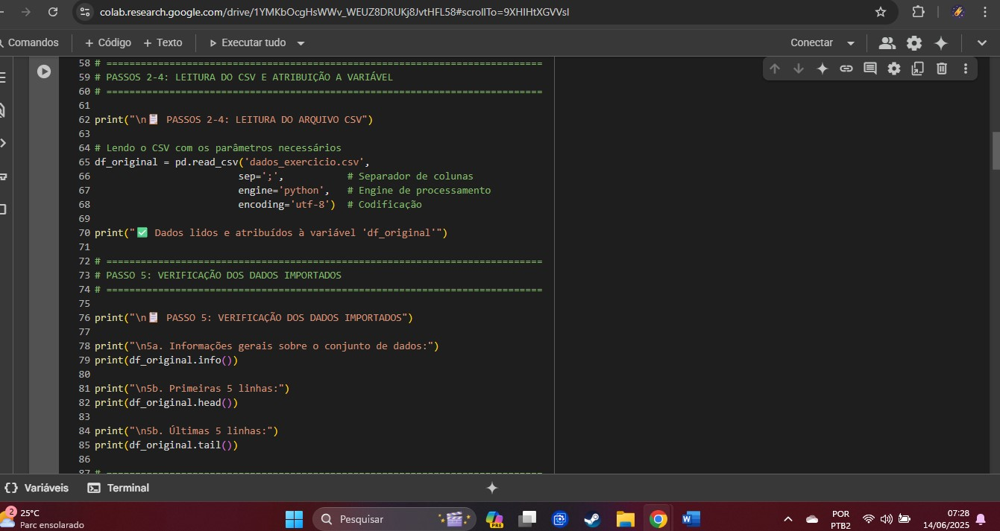 colab.research.google.com/drive/1YMKbOcgHsWWv_WEUZ8DRUKj8JvtHFL58#scrollTo=9XHIHtXGVVsI
Comandos + Código + Texto Executar tudo Conectar
58 # ============================================================================
59 # PASSOS 2-4: LEITURA DO CSV E ATRIBUIÇÃO A VARIÁVEL
60 # ============================================================================
61
62 print("\n📋 PASSOS 2-4: LEITURA DO ARQUIVO CSV")
63
64 # Lendo o CSV com os parâmetros necessários
65 df_original = pd.read_csv('dados_exercicio.csv',
66 sep=';', # Separador de colunas
67 engine='python', # Engine de processamento
68 encoding='utf-8') # Codificação
69
70 print("✅ Dados lidos e atribuídos à variável 'df_original'")
71
72 # ============================================================================
73 # PASSO 5: VERIFICAÇÃO DOS DADOS IMPORTADOS
74 # ============================================================================
75
76 print("\n📋 PASSO 5: VERIFICAÇÃO DOS DADOS IMPORTADOS")
77
78 print("\n5a. Informações gerais sobre o conjunto de dados:")
79 print(df_original.info())
80
81 print("\n5b. Primeiras 5 linhas:")
82 print(df_original.head())
83
84 print("\n5b. Últimas 5 linhas:")
85 print(df_original.tail())
86
87 # ============================================================================
{} Variáveis Terminal
2 25°C
Parc ensolarado
Pesquisar
PRE
POR
PTB2
07:28
14/06/2025